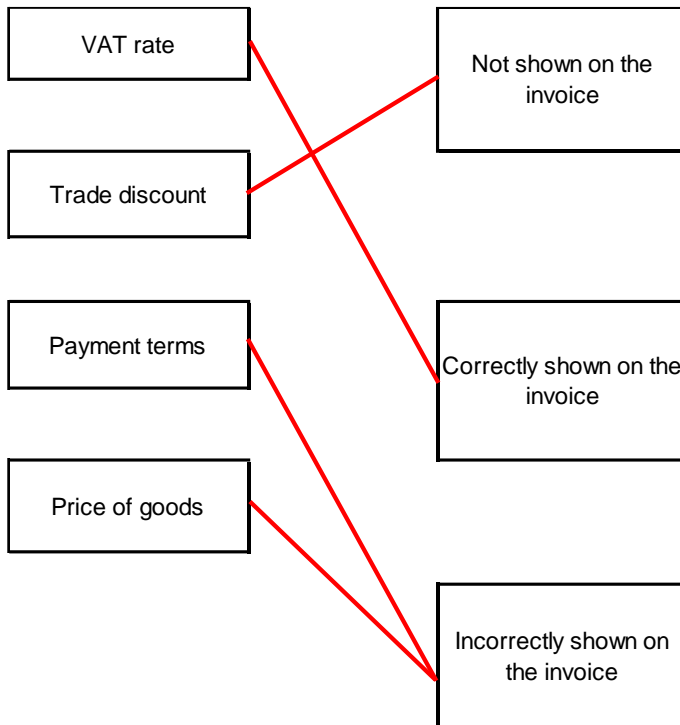 VAT rate
Not shown on the
invoice
Trade discount
Payment terms
Correctly shown on the
invoice
Price of goods
Incorrectly shown on
the invoice